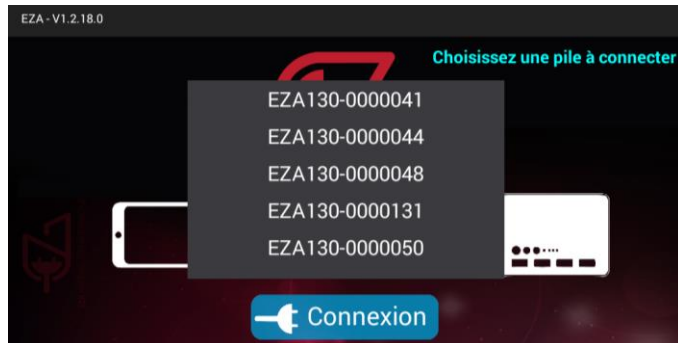 EZA - V1.2.18.0
Choisissez une pile à connecter
EZA130-0000041
EZA130-0000044
EZA130-0000048
EZA130-0000131
EZA130-0000050
Connexion